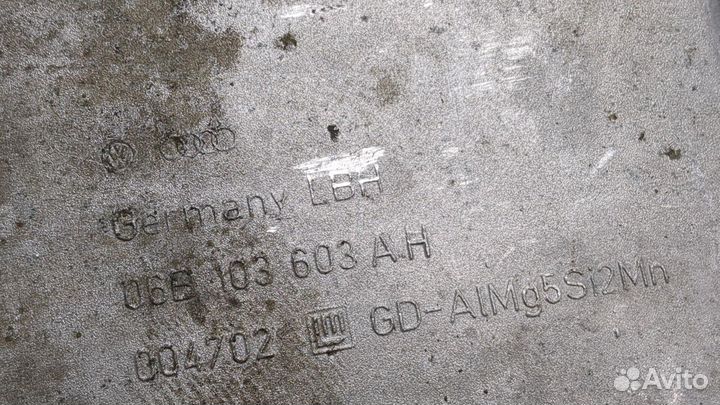 Germany LBH
06B 103 603 AH
004702 GD-AlMg5Si2Mn
Avito